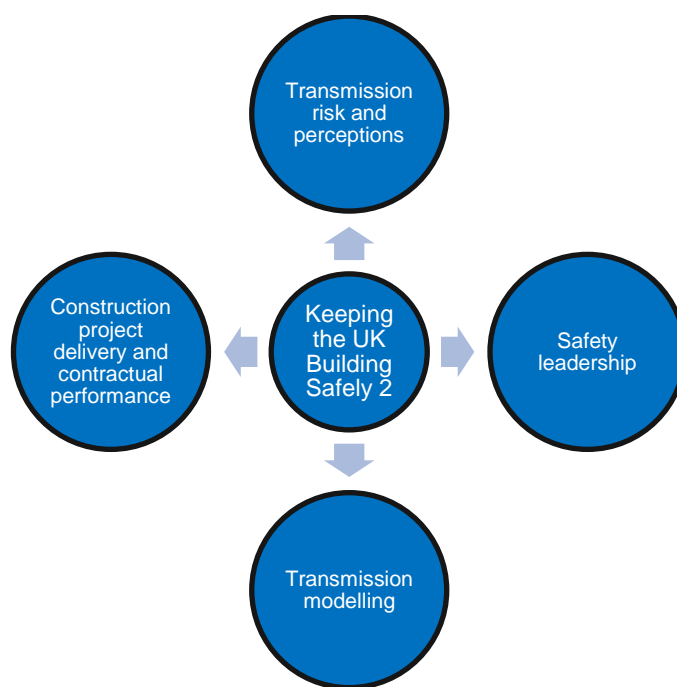 Transmission
risk and
perceptions
Construction
project
delivery and
contractual
performance
Keeping
the UK
Building
Safely 2
Safety
leadership
Transmission
modelling